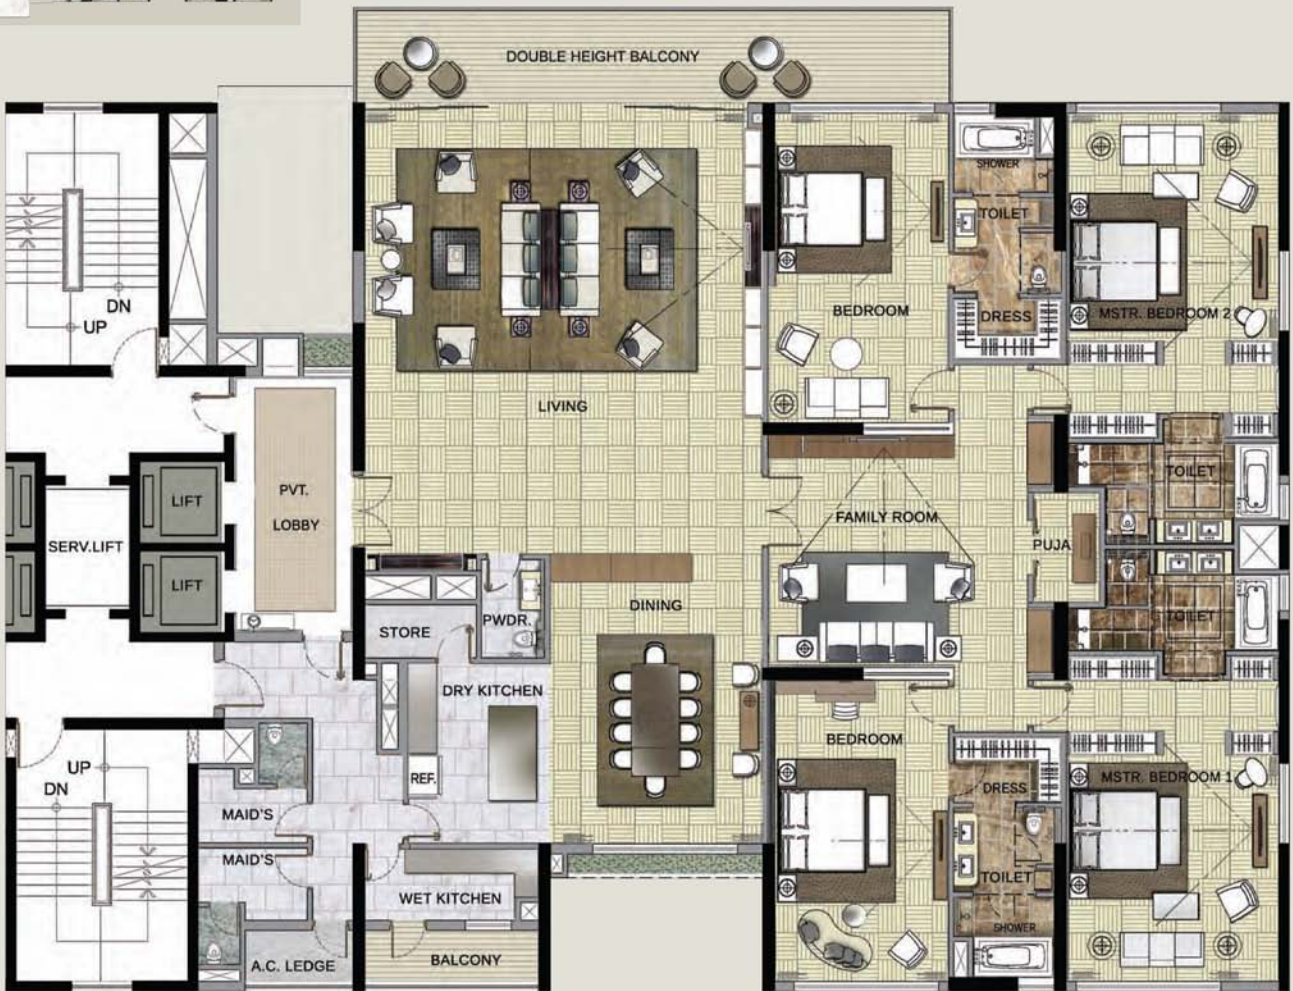 DOUBLE HEIGHT BALCONY
SHOWER
TOILET
DN
UP
BEDROOM
DRESS
MSTR. BEDROOM 2
LIVING
LIFT
PVT.
LOBBY
TOILET
FAMILY ROOM
SERV.LIFT
PUJA
LIFT
DINING
TOILET
STORE
PWDR.
DRY KITCHEN
BEDROOM
UP
DN
REF.
DRESS
MSTR. BEDROOM 1
MAID'S
MAID'S
TOILET
WET KITCHEN
SHOWER
BALCONY
A.C. LEDGE